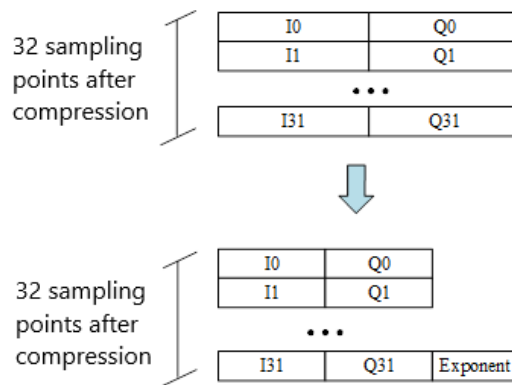 32 sampling
points after
compression
I0 Q0
I1 Q1
•••
I31 Q31
32 sampling
points after
compression
I0 Q0
I1 Q1
•••
I31 Q31 Exponent